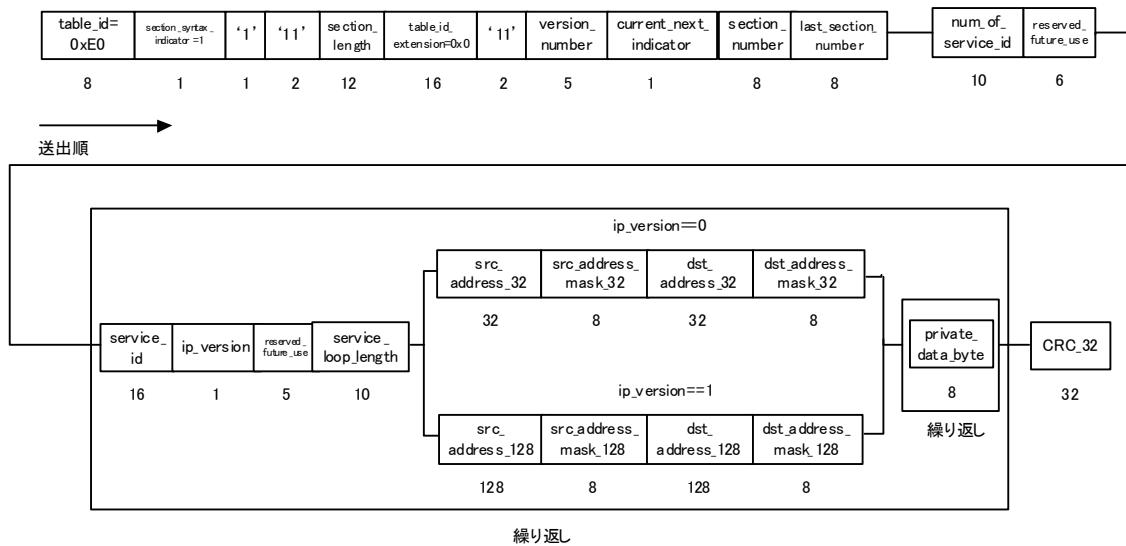 table_id=
0xE0
section_syntax_
indicator =1
'1'
'11'
section_
length
table_id_
extension=0x0
'11'
version_
number
current_next_
indicator
section_
number
last_section_
number
num_of_
service_id
reserved_
future_use
8
1
1
2
12
16
2
5
1
8
8
10
6
送出順
ip_version==0
src_
address_32
src_address_
mask_32
dst_
address_32
dst_address_
mask_32
32
8
32
8
service_
id
ip_version
reserved_
future_use
service_
loop_length
private_
data_byte
CRC_32
16
1
5
10
8
32
ip_version==1
繰り返し
src_
address_128
src_address_
mask_128
dst_
address_128
dst_address_
mask_128
128
8
128
8
繰り返し